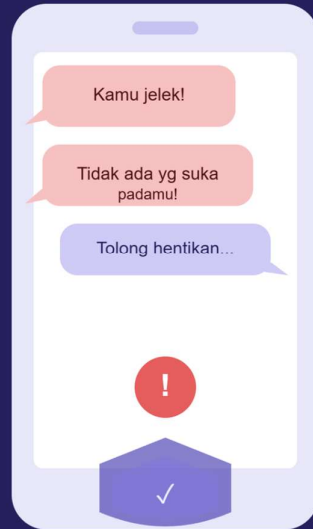 Kamu jelek!
Tidak ada yg suka
padamu!
Tolong hentikan...
!
✓